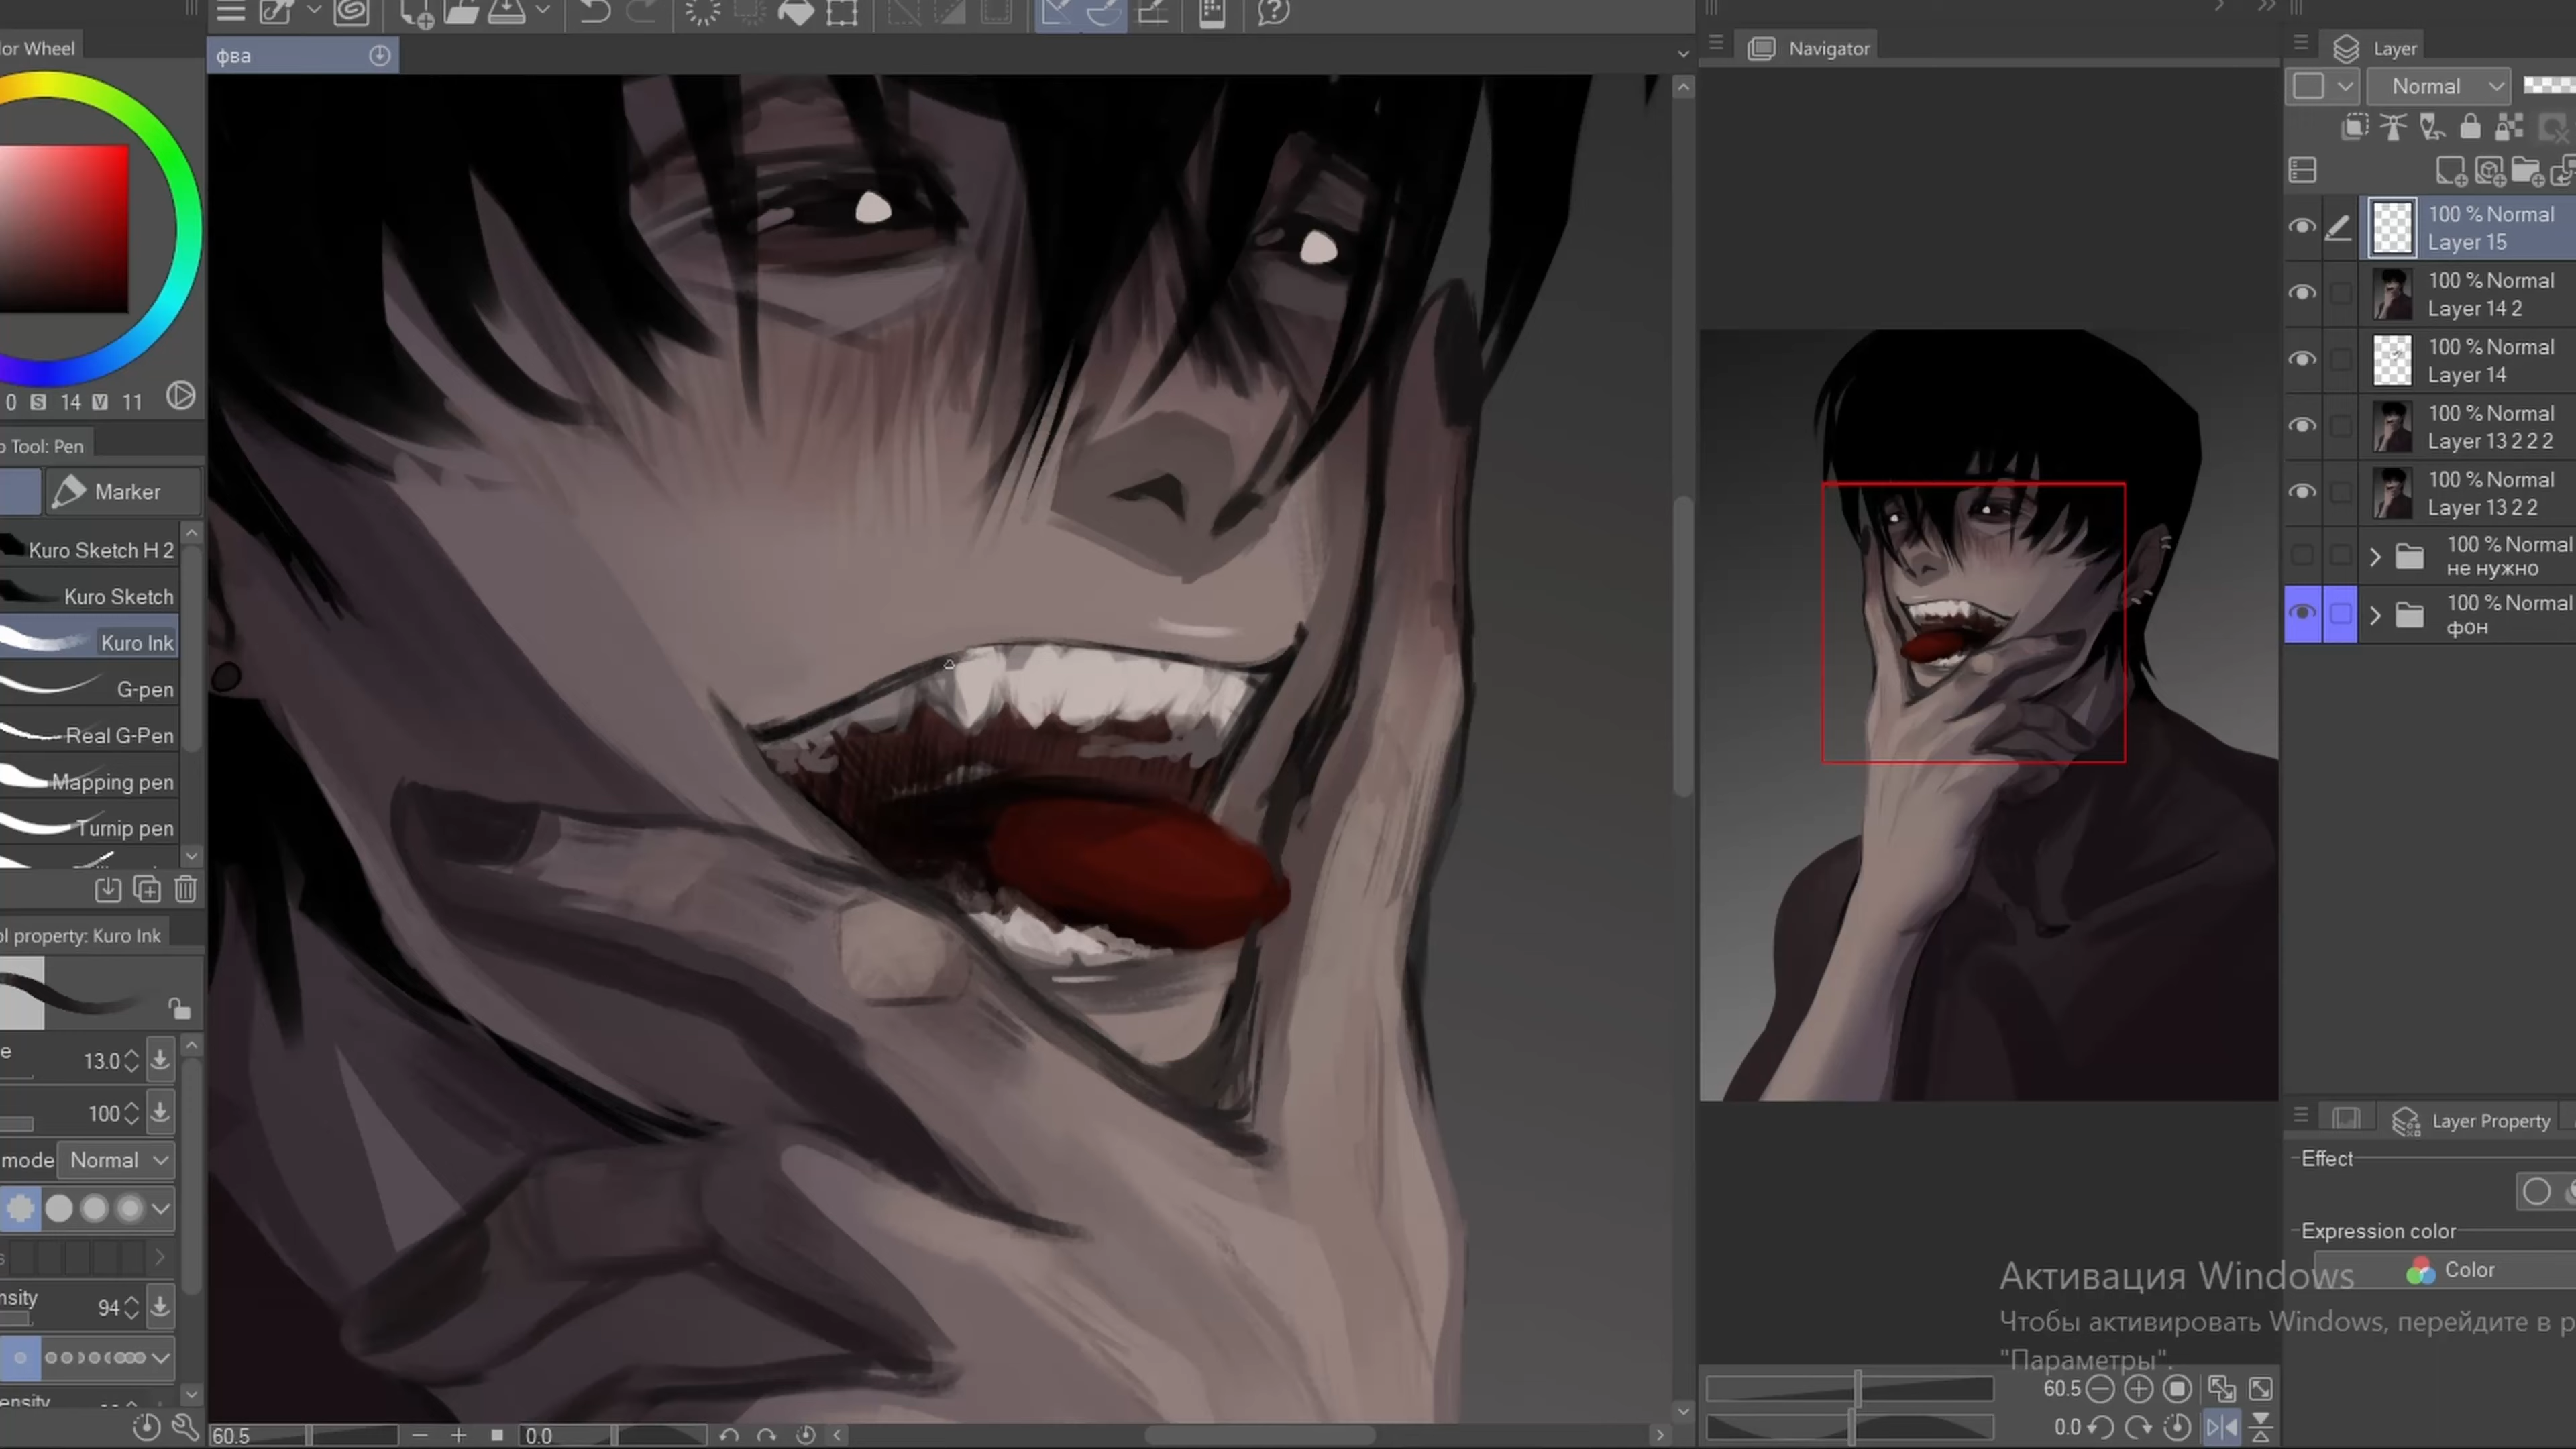 lor Wheel
0 S 14 V 11
b Tool: Pen
Marker
Kuro Sketch H 2
Kuro Sketch
Kuro Ink
G-pen
Real G-Pen
Mapping pen
Turnip pen
ol property: Kuro Ink
e 13.0
100
mode Normal
nsity 94
ensity
фва
60.5
0.0
Navigator
60.5
0.0
Layer
Normal
100 % Normal
Layer 15
100 % Normal
Layer 14 2
100 % Normal
Layer 14
100 % Normal
Layer 13 2 2 2
100 % Normal
Layer 13 2 2
100 % Normal
не нужно
100 % Normal
фон
Layer Property
Effect
Expression color
Color
Активация Windows
Чтобы активировать Windows, перейдите в р
"Параметры".